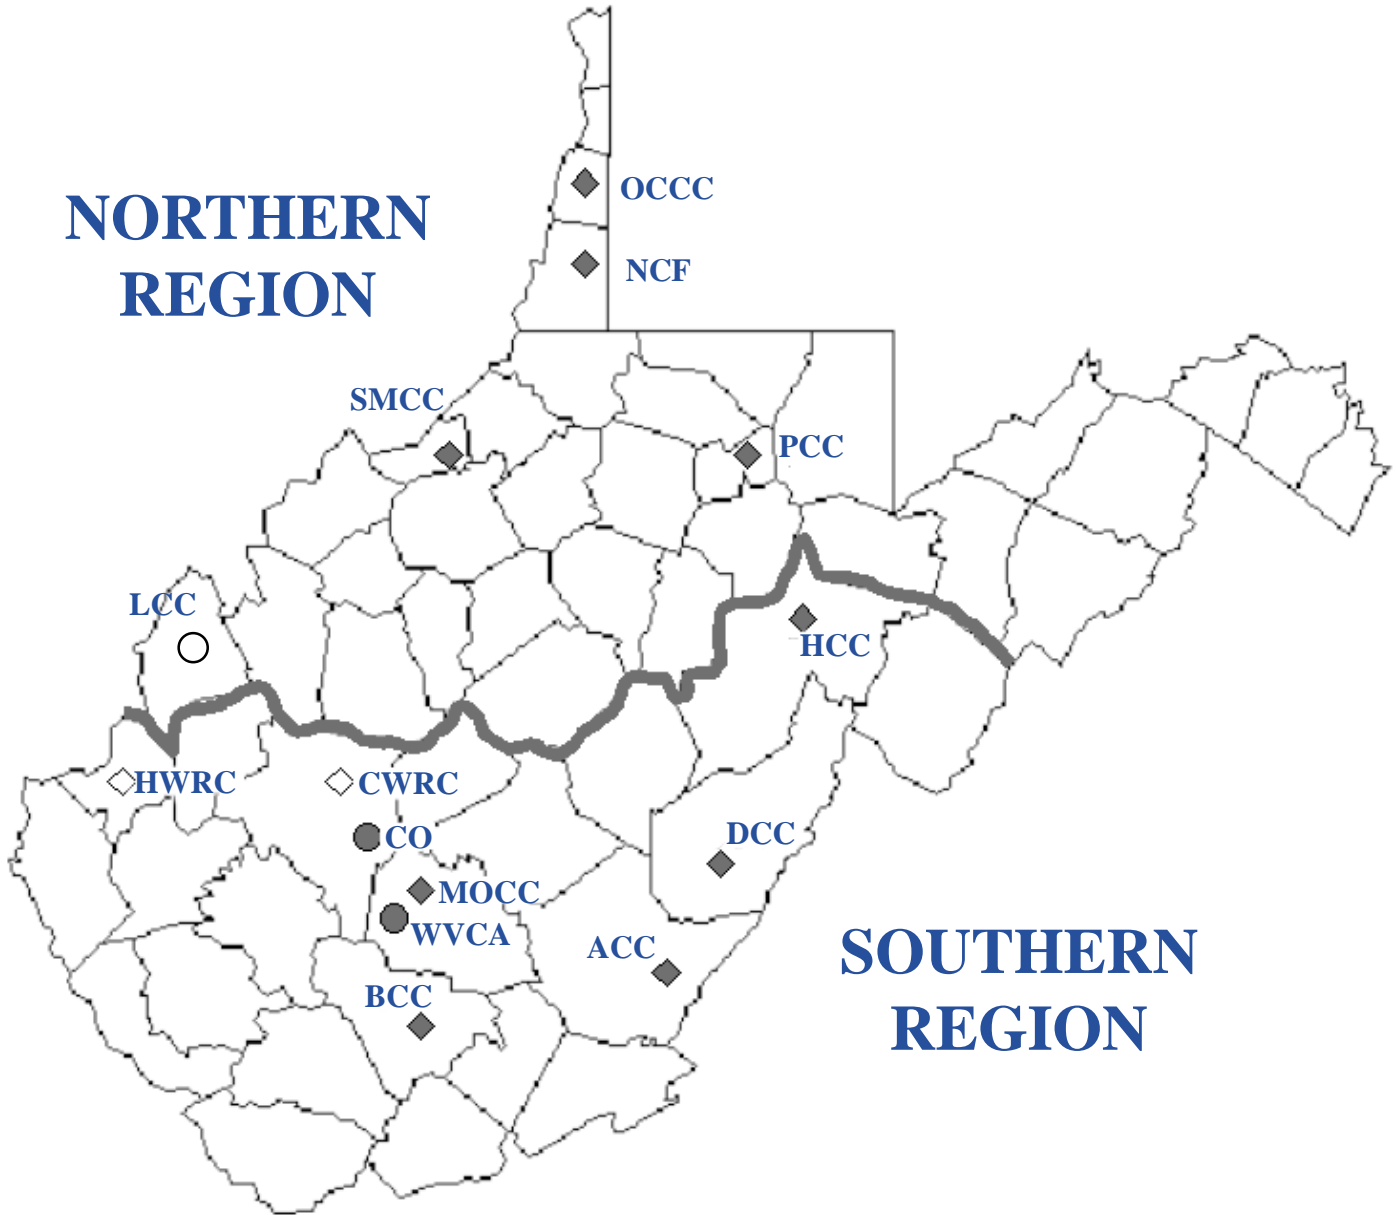 OCCC
NORTHERN
REGION
NCF
SMCC
PCC
LCC
HCC
HWRC
CWRC
CO
DCC
MOCC
WVCA
ACC
SOUTHERN
REGION
BCC